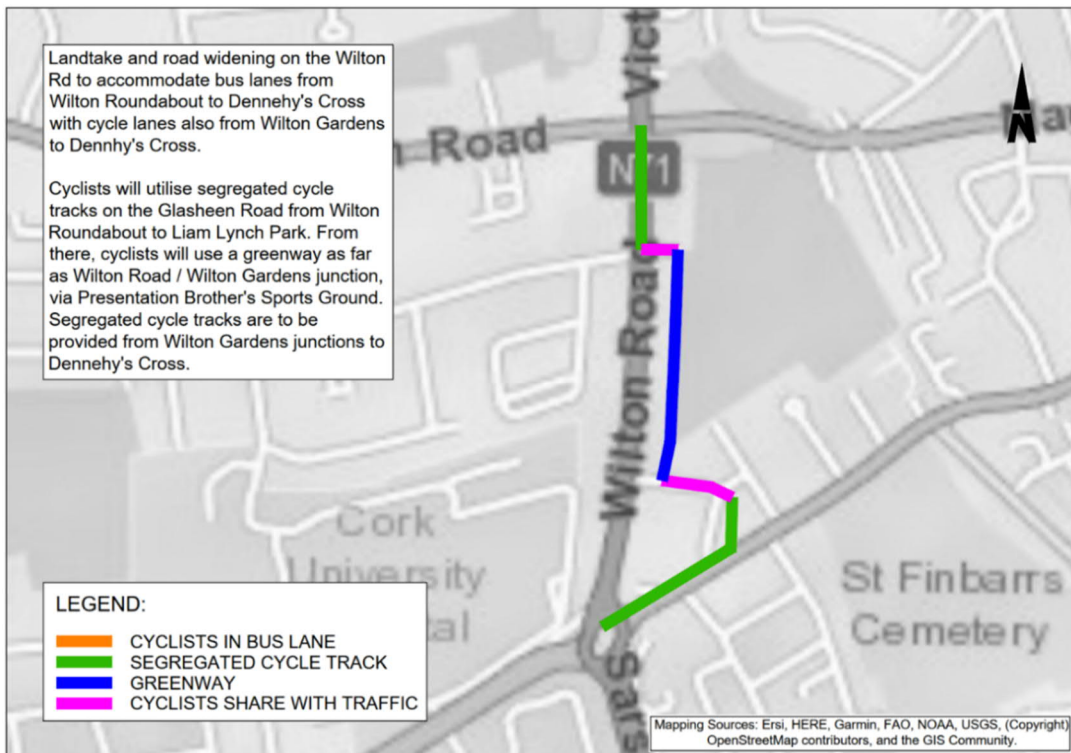 Landtake and road widening on the Wilton
Rd to accommodate bus lanes from
Wilton Roundabout to Dennehy's Cross
with cycle lanes also from Wilton Gardens
to Dennhy's Cross.
Cyclists will utilise segregated cycle
tracks on the Glasheen Road from Wilton
Roundabout to Liam Lynch Park. From
there, cyclists will use a greenway as far
as Wilton Road / Wilton Gardens junction,
via Presentation Brother's Sports Ground.
Segregated cycle tracks are to be
provided from Wilton Gardens junctions to
Dennehy's Cross.
Vict
n Road
N71
Wilton Road
Wilton Road
Cork
University
tal
St Finbarrs
Cemetery
Sars
LEGEND:
CYCLISTS IN BUS LANE
SEGREGATED CYCLE TRACK
GREENWAY
CYCLISTS SHARE WITH TRAFFIC
Mapping Sources: Ersi, HERE, Garmin, FAO, NOAA, USGS, (Copyright)
OpenStreetMap contributors, and the GIS Community.